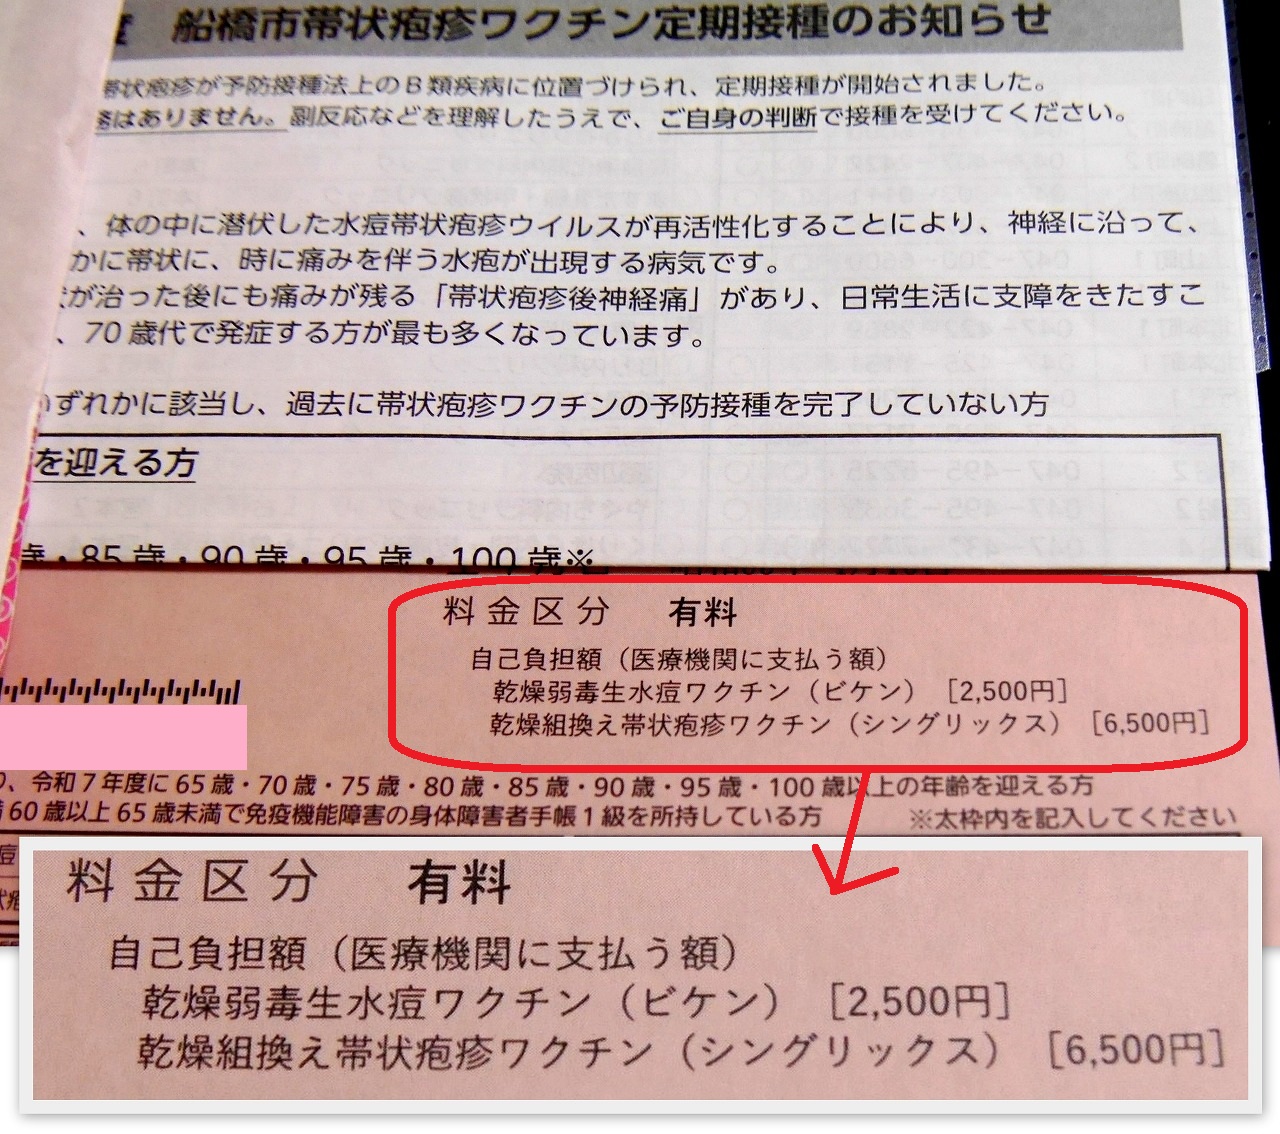 船橋市帯状疱疹ワクチン定期接種のお知らせ
帯状疱疹が予防接種法上のB類疾病に位置づけられ、定期接種が開始されました。
務はありません。副反応などを理解したうえで、ご自身の判断で接種を受けてください。
、体の中に潜伏した水痘帯状疱疹ウイルスが再活性化することにより、神経に沿って、
かに帯状に、時に痛みを伴う水疱が出現する病気です。
が治った後にも痛みが残る「帯状疱疹後神経痛」があり、日常生活に支障をきたすこ
、70歳代で発症する方が最も多くなっています。
いずれかに該当し、過去に帯状疱疹ワクチンの予防接種を完了していない方
を迎える方
歳・85歳・90歳・95歳・100歳※
料金区分 有料
自己負担額（医療機関に支払う額）
乾燥弱毒生水痘ワクチン（ビケン）［2,500円］
乾燥組換え帯状疱疹ワクチン（シングリックス）［6,500円］
、令和7年度に65歳・70歳・75歳・80歳・85歳・90歳・95歳・100歳以上の年齢を迎える方
60歳以上65歳未満で免疫機能障害の身体障害者手帳1級を所持している方 ※太枠内を記入してください
料金区分 有料
自己負担額（医療機関に支払う額）
乾燥弱毒生水痘ワクチン（ビケン）［2,500円］
乾燥組換え帯状疱疹ワクチン（シングリックス）［6,500円］